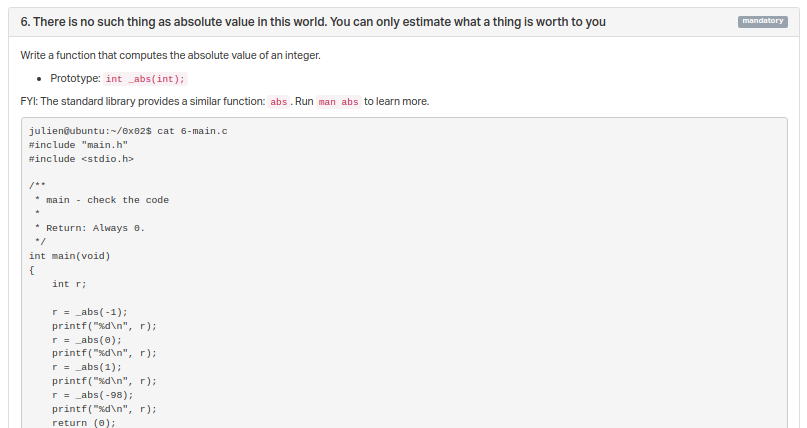 6. There is no such thing as absolute value in this world. You can only estimate what a thing is worth to you
mandatory
Write a function that computes the absolute value of an integer.
• Prototype: int _abs(int);
FYI: The standard library provides a similar function: abs . Run man abs to learn more.
julien@ubuntu:~/0x02$ cat 6-main.c
#include "main.h"
#include <stdio.h>

/**
 * main - check the code
 *
 * Return: Always 0.
 */
int main(void)
{
    int r;

    r = _abs(-1);
    printf("%d\n", r);
    r = _abs(0);
    printf("%d\n", r);
    r = _abs(1);
    printf("%d\n", r);
    r = _abs(-98);
    printf("%d\n", r);
    return (0);